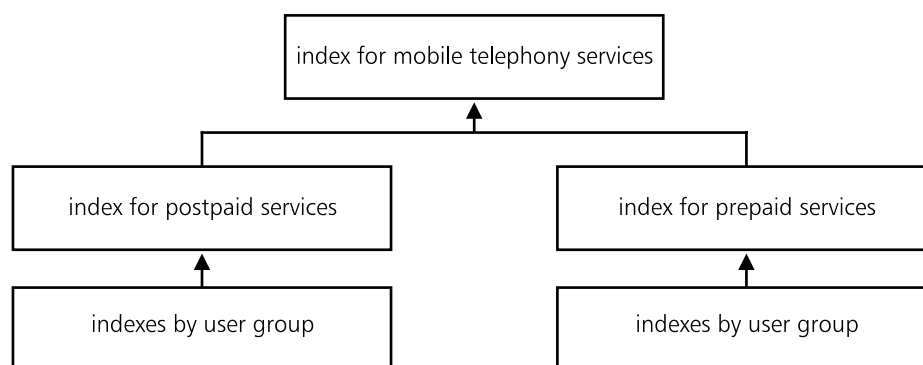 index for mobile telephony services
index for postpaid services
index for prepaid services
indexes by user group
indexes by user group